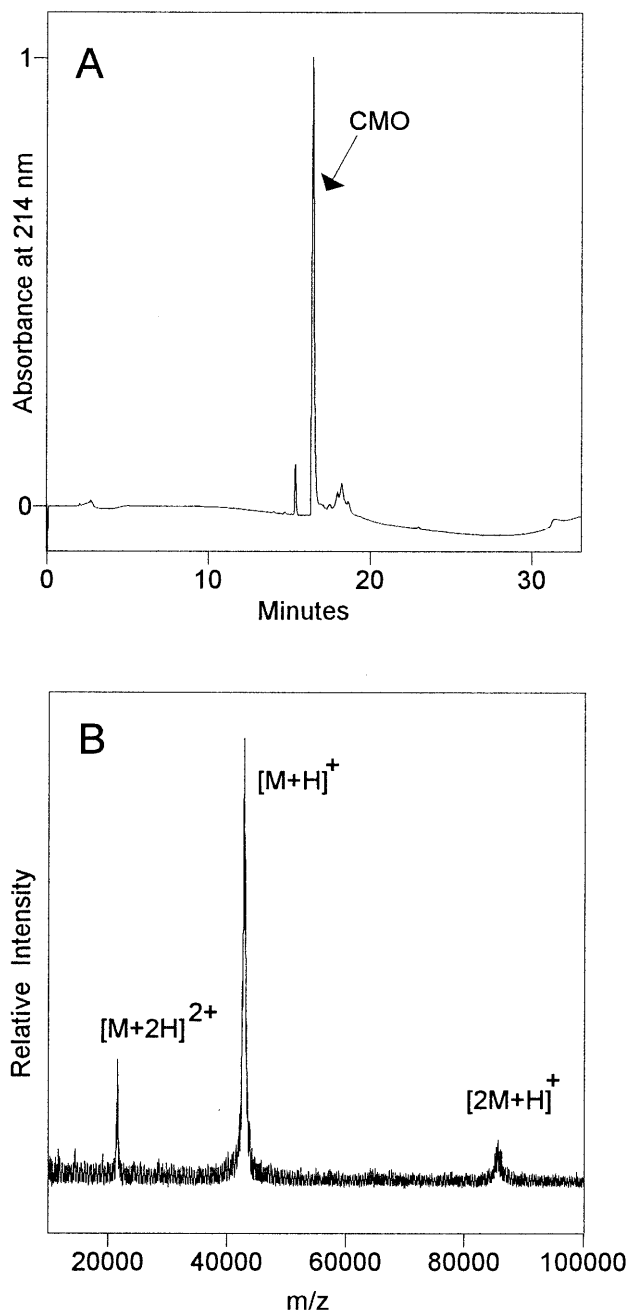 A
1
CMO
Absorbance at 214 nm
0
0 10 20 30
Minutes
B
[M+H]+
[M+2H]2+
[2M+H]+
Relative Intensity
20000 40000 60000 80000 100000
m/z